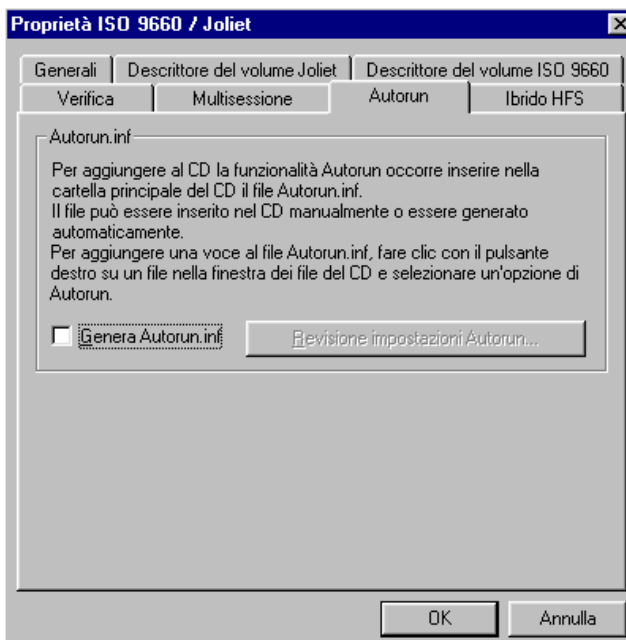 Proprietà ISO 9660 / Joliet
Generali
Descrittore del volume Joliet
Descrittore del volume ISO 9660
Verifica
Multisessione
Autorun
Ibrido HFS
Autorun.inf
Per aggiungere al CD la funzionalità Autorun occorre inserire nella
cartella principale del CD il file Autorun.inf.
Il file può essere inserito nel CD manualmente o essere generato
automaticamente.
Per aggiungere una voce al file Autorun.inf, fare clic con il pulsante
destro su un file nella finestra dei file del CD e selezionare un'opzione di
Autorun.
Genera Autorun.inf
Revisione impostazioni Autorun...
OK
Annulla